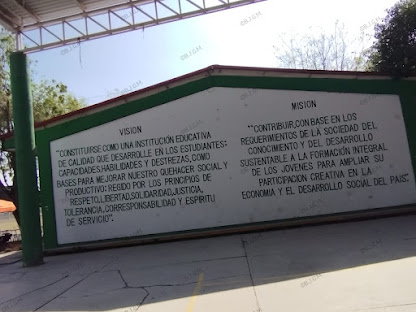 VISION
"CONSTITUIRSE COMO UNA INSTITUCIÓN EDUCATIVA
DE CALIDAD QUE DESARROLLE EN LOS ESTUDIANTES:
CAPACIDADES, HABILIDADES Y DESTREZAS, COMO
BASES PARA MEJORAR NUESTRO QUEHACER SOCIAL Y
PRODUCTIVO: REGIDO POR LOS PRINCIPIOS DE
RESPETO, LIBERTAD, SOLIDARIDAD, JUSTICIA,
TOLERANCIA, CORRESPONSABILIDAD Y ESPIRITU
DE SERVICIO".
MISION
"CONTRIBUIR, CON BASE EN LOS
REQUERIMIENTOS DE LA SOCIEDAD DEL
CONOCIMIENTO Y DEL DESARROLLO
SUSTENTABLE A LA FORMACIÓN INTEGRAL
DE LOS JOVENES PARA AMPLIAR SU
PARTICIPACION CREATIVA EN LA
ECONOMIA Y EL DESARROLLO SOCIAL DEL PAIS".